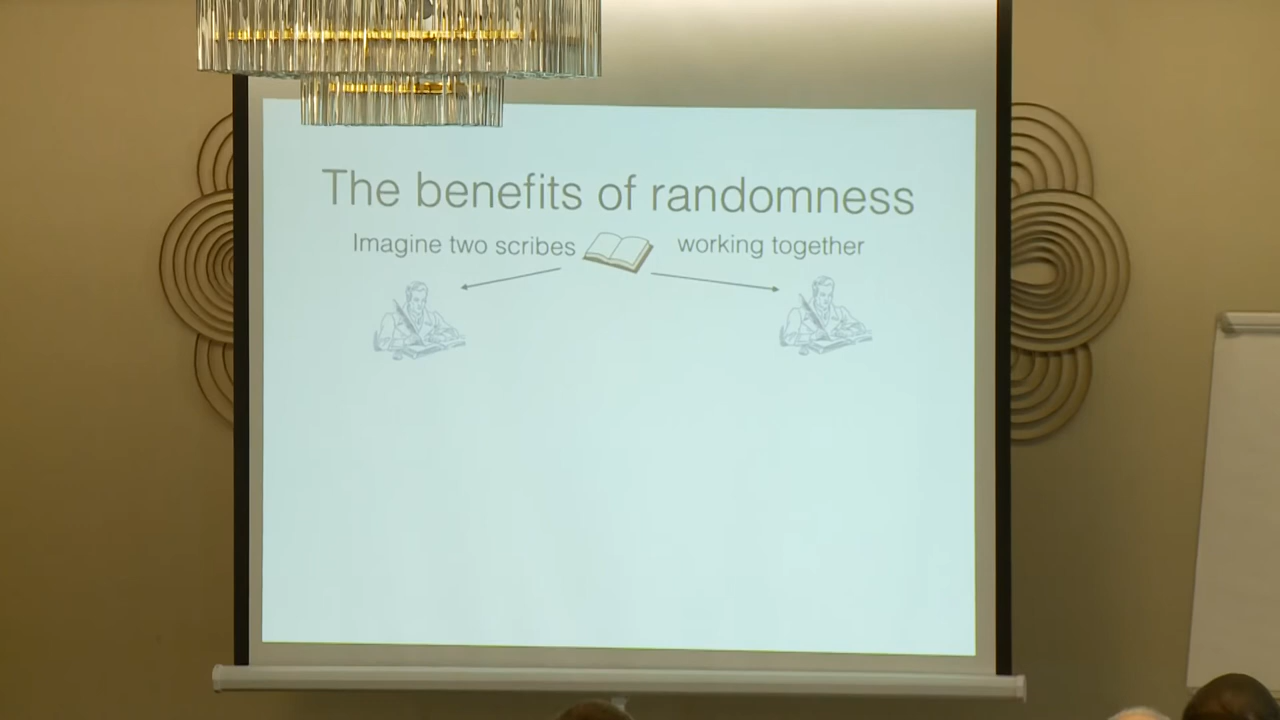 The benefits of randomness
Imagine two scribes working together